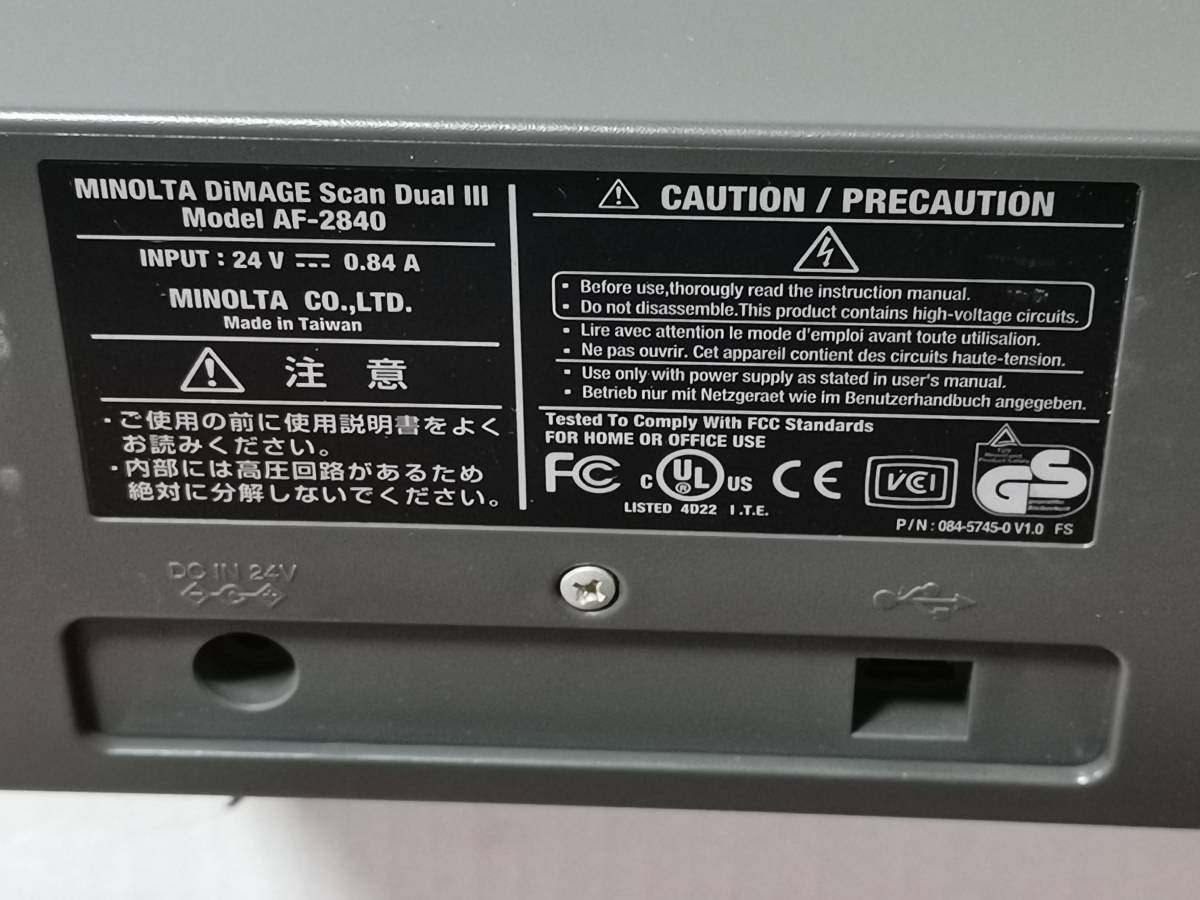 MINOLTA DiMAGE Scan Dual III
Model AF-2840
INPUT : 24 V ⎓ 0.84 A
MINOLTA CO.,LTD.
Made in Taiwan
注 意
・ご使用の前に使用説明書をよく
お読みください。
・内部には高圧回路があるため
絶対に分解しないでください。
CAUTION / PRECAUTION
・ Before use,thorougly read the instruction manual.
・ Do not disassemble.This product contains high-voltage circuits.
・ Lire avec attention le mode d'emploi avant toute utilisation.
・ Ne pas ouvrir. Cet appareil contient des circuits haute-tension.
・ Use only with power supply as stated in user's manual.
・ Betrieb nur mit Netzgeraet wie im Benutzerhandbuch angegeben.
Tested To Comply With FCC Standards
FOR HOME OR OFFICE USE
FC c UL ® US CE VCI TÜV GS
LISTED 4D22 I.T.E.
P/N : 084-5745-0 V1.0 FS
DC IN 24V